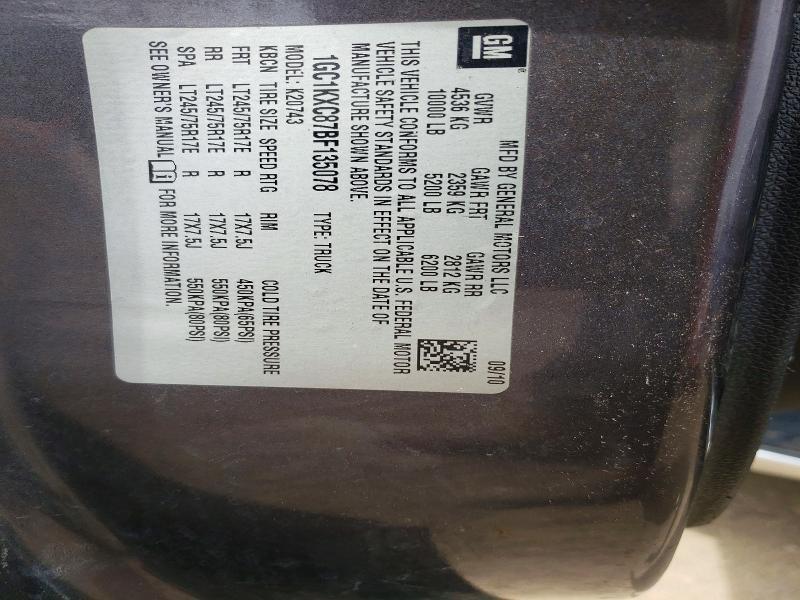 GM
MFD BY GENERAL MOTORS LLC 09/10
GVWR GAWR FRT GAWR RR
4536 KG 2359 KG 2812 KG
10000 LB 5200 LB 6200 LB
THIS VEHICLE CONFORMS TO ALL APPLICABLE U.S. FEDERAL MOTOR
VEHICLE SAFETY STANDARDS IN EFFECT ON THE DATE OF
MANUFACTURE SHOWN ABOVE.
1GC1KXC87BF135078 TYPE: TRUCK
MODEL: K20743
KBCN TIRE SIZE SPEED RTG RIM COLD TIRE PRESSURE
FRT LT245/75R17E R 17X7.5J 450KPA(65PSI)
RR LT245/75R17E R 17X7.5J 550KPA(80PSI)
SPA LT245/75R17E R 17X7.5J 550KPA(80PSI)
SEE OWNER'S MANUAL FOR MORE INFORMATION.